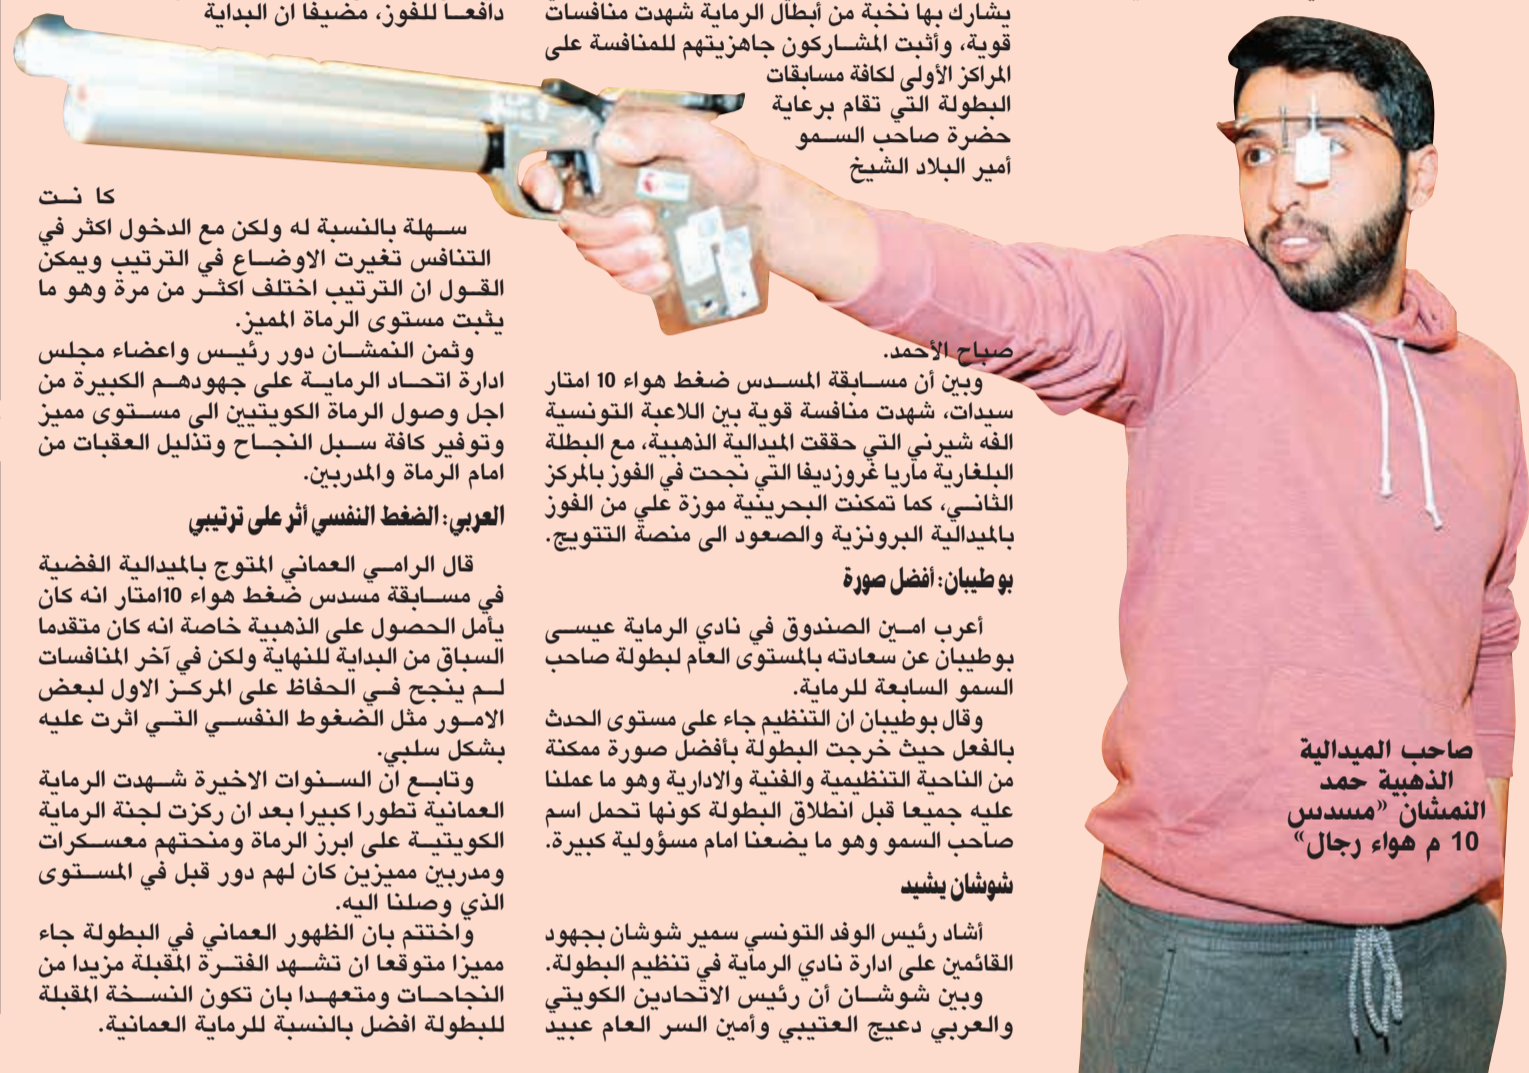 يشارك بها نخبة من أبطال الرماية شهدت منافسات
قوية، وأثبت المشاركون جاهزيتهم للمنافسة على
المراكز الأولى لكافة مسابقات
البطولة التي تقام برعاية
حضرة صاحب السمو
أمير البلاد الشيخ
صباح الأحمد.
وبين أن مسابقة المسدس ضغط هواء 10 امتار
سيدات، شهدت منافسة قوية بين اللاعبة التونسية
الفه شيرني التي حققت الميدالية الذهبية، مع البطلة
البلغارية ماريا غروزديفا التي نجحت في الفوز بالمركز
الثاني، كما تمكنت البحرينية موزة علي من الفوز
بالميدالية البرونزية والصعود الى منصة التتويج.
بوطيبان: أفضل صورة
أعرب امين الصندوق في نادي الرماية عيسى
بوطيبان عن سعادته بالمستوى العام لبطولة صاحب
السمو السابعة للرماية.
وقال بوطيبان ان التنظيم جاء على مستوى الحدث
بالفعل حيث خرجت البطولة بأفضل صورة ممكنة
من الناحية التنظيمية والفنية والادارية وهو ما عملنا
عليه جميعا قبل انطلاق البطولة كونها تحمل اسم
صاحب السمو وهو ما يضعنا امام مسؤولية كبيرة.
شوشان يشيد
أشاد رئيس الوفد التونسي سمير شوشان بجهود
القائمين على ادارة نادي الرماية في تنظيم البطولة.
وبين شوشان أن رئيس الاتحادين الكويتي
والعربي دعيج العتيبي وأمين السر العام عبيد
دافعا للفوز، مضيفا ان البداية
كانت
سهلة بالنسبة له ولكن مع الدخول اكثر في
التنافس تغيرت الاوضاع في الترتيب ويمكن
القول ان الترتيب اختلف اكثر من مرة وهو ما
يثبت مستوى الرماة المميز.
وثمن النمشان دور رئيس واعضاء مجلس
ادارة اتحاد الرماية على جهودهم الكبيرة من
اجل وصول الرماة الكويتيين الى مستوى مميز
وتوفير كافة سبل النجاح وتذليل العقبات من
امام الرماة والمدربين.
العربي: الضغط النفسي أثر على ترتيبي
قال الرامي العماني المتوج بالميدالية الفضية
في مسابقة مسدس ضغط هواء 10امتار انه كان
يأمل الحصول على الذهبية خاصة انه كان متقدما
السباق من البداية للنهاية ولكن في آخر المنافسات
لم ينجح في الحفاظ على المركز الاول لبعض
الامور مثل الضغوط النفسي التي اثرت عليه
بشكل سلبي.
وتابع ان السنوات الاخيرة شهدت الرماية
العمانية تطورا كبيرا بعد ان ركزت لجنة الرماية
الكويتية على ابرز الرماة ومنحتهم معسكرات
ومدربين مميزين كان لهم دور قبل في المستوى
الذي وصلنا اليه.
واختتم بان الظهور العماني في البطولة جاء
مميزا متوقعا ان تشهد الفترة المقبلة مزيدا من
النجاحات ومتعهدا بان تكون النسخة المقبلة
للبطولة افضل بالنسبة للرماية العمانية.
صاحب الميدالية
الذهبية حمد
النمشان «مسدس
10 م هواء رجال»